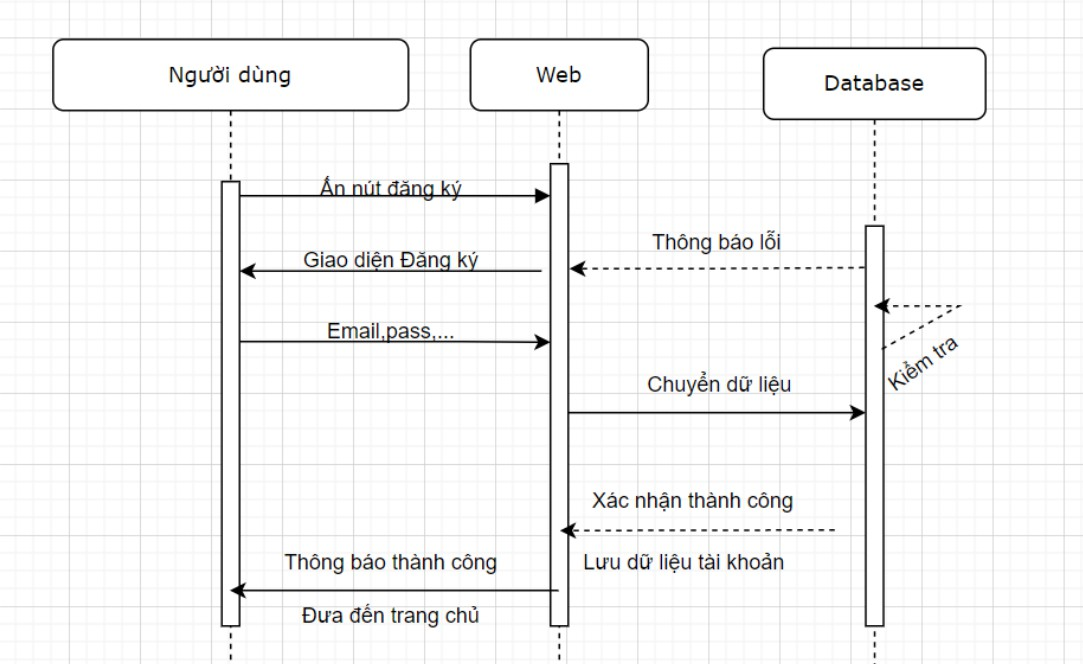 Người dùng
Web
Database
Ấn nút đăng ký
Thông báo lỗi
Giao diện Đăng ký
Email,pass,...
Kiểm tra
Chuyển dữ liệu
Xác nhận thành công
Thông báo thành công
Lưu dữ liệu tài khoản
Đưa đến trang chủ